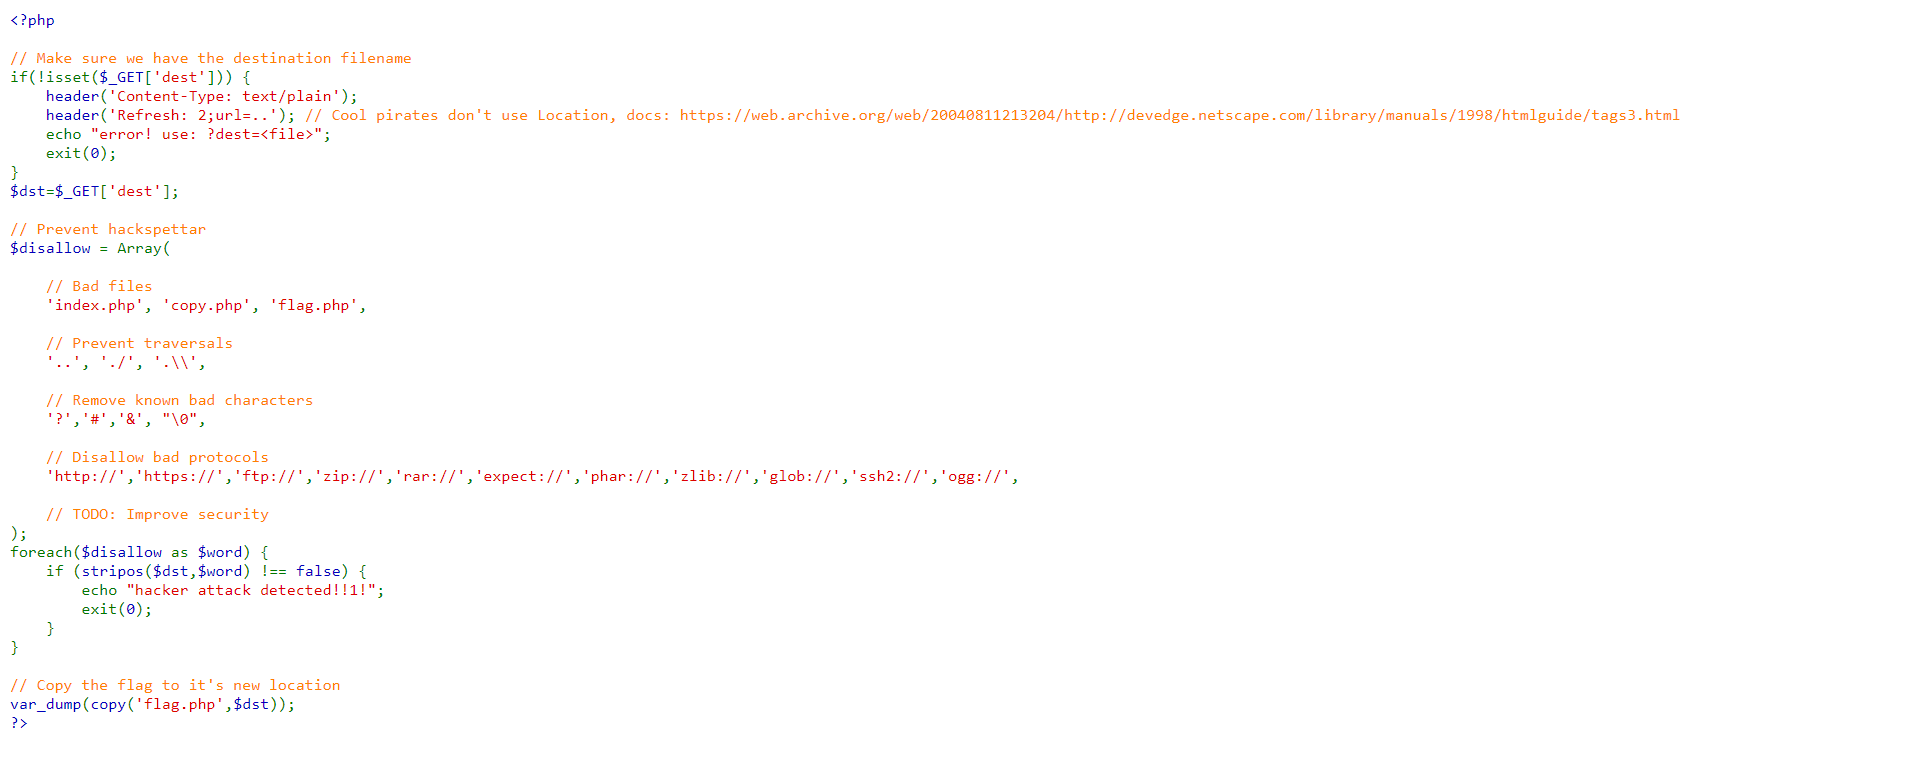 <?php
// Make sure we have the destination filename
if(!isset($_GET['dest'])) {
    header('Content-Type: text/plain');
    header('Refresh: 2;url=..'); // Cool pirates don't use Location, docs: https://web.archive.org/web/20040811213204/http://devedge.netscape.com/library/manuals/1998/htmlguide/tags3.html
    echo "error! use: ?dest=<file>";
    exit(0);
}
$dst=$_GET['dest'];
// Prevent hackspettar
$disallow = Array(
    // Bad files
    'index.php', 'copy.php', 'flag.php',
    // Prevent traversals
    '..', './', '.\\',
    // Remove known bad characters
    '?','#','&', "\0",
    // Disallow bad protocols
    'http://','https://','ftp://','zip://','rar://','expect://','phar://','zlib://','glob://','ssh2://','ogg://',
    // TODO: Improve security
);
foreach($disallow as $word) {
    if (stripos($dst,$word) !== false) {
        echo "hacker attack detected!!1!";
        exit(0);
    }
}
// Copy the flag to it's new location
var_dump(copy('flag.php',$dst));
?>